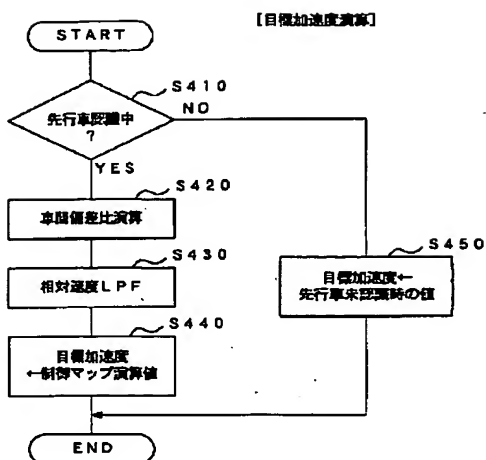 [目標加速度演算]
START
S410
先行車認識中
?
NO
YES
S420
車間偏差比演算
S430
相対速度LPF
S440
目標加速度
←制御マップ演算値
S450
目標加速度←
先行車未認識時の値
END